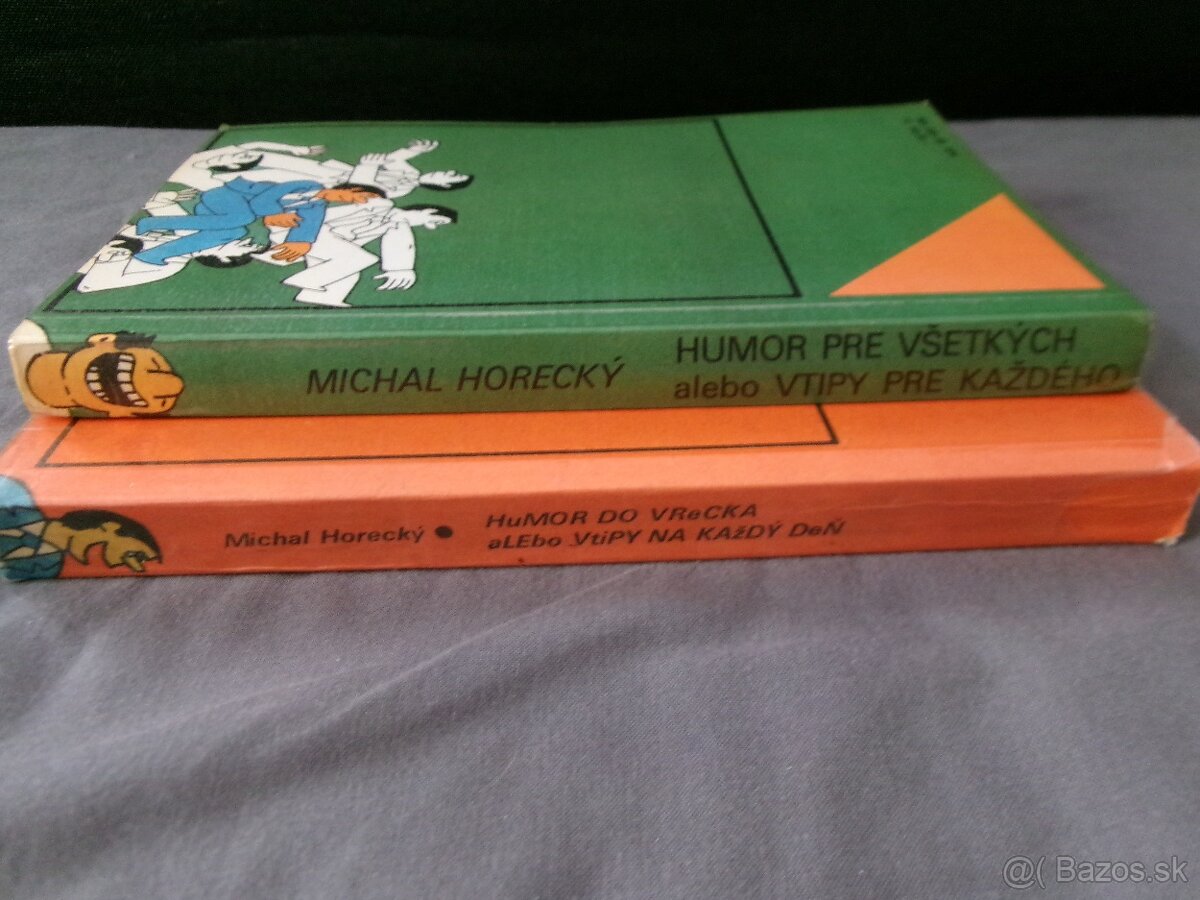 MICHAL HORECKÝ
HUMOR PRE VŠETKÝCH
alebo VTIPY PRE KAŽDÉHO
Michal Horecký •
HuMOR DO VReCKA
aLEbo VtiPY NA KAžDÝ DeŇ
@( Bazos.sk